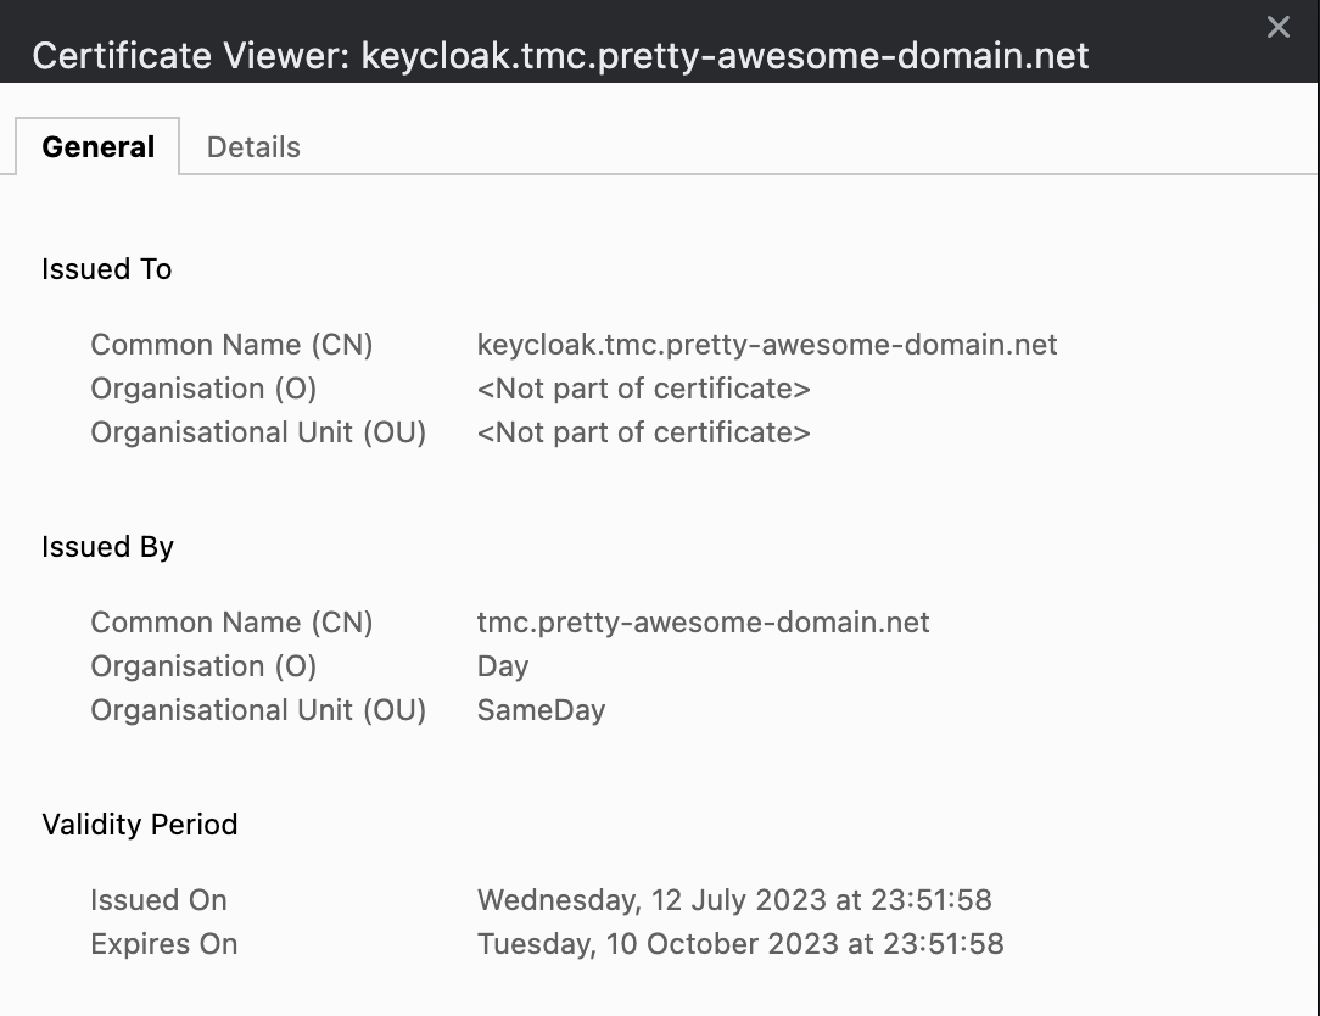 Certificate Viewer: keycloak.tmc.pretty-awesome-domain.net
General Details
Issued To
Common Name (CN) keycloak.tmc.pretty-awesome-domain.net
Organisation (O) <Not part of certificate>
Organisational Unit (OU) <Not part of certificate>
Issued By
Common Name (CN) tmc.pretty-awesome-domain.net
Organisation (O) Day
Organisational Unit (OU) SameDay
Validity Period
Issued On Wednesday, 12 July 2023 at 23:51:58
Expires On Tuesday, 10 October 2023 at 23:51:58